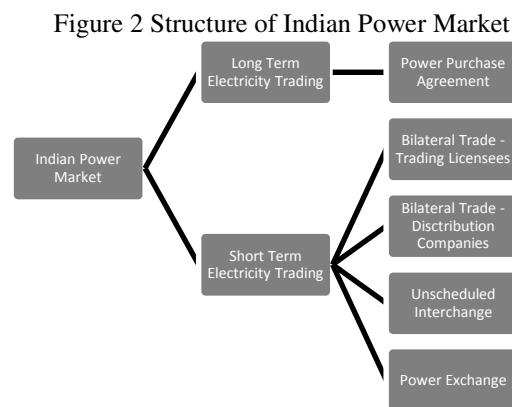 Figure 2 Structure of Indian Power Market
Long Term
Electricity Trading
Power Purchase
Agreement
Indian Power
Market
Bilateral Trade -
Trading Licensees
Bilateral Trade -
Disctribution
Companies
Short Term
Electricity Trading
Unscheduled
Interchange
Power Exchange